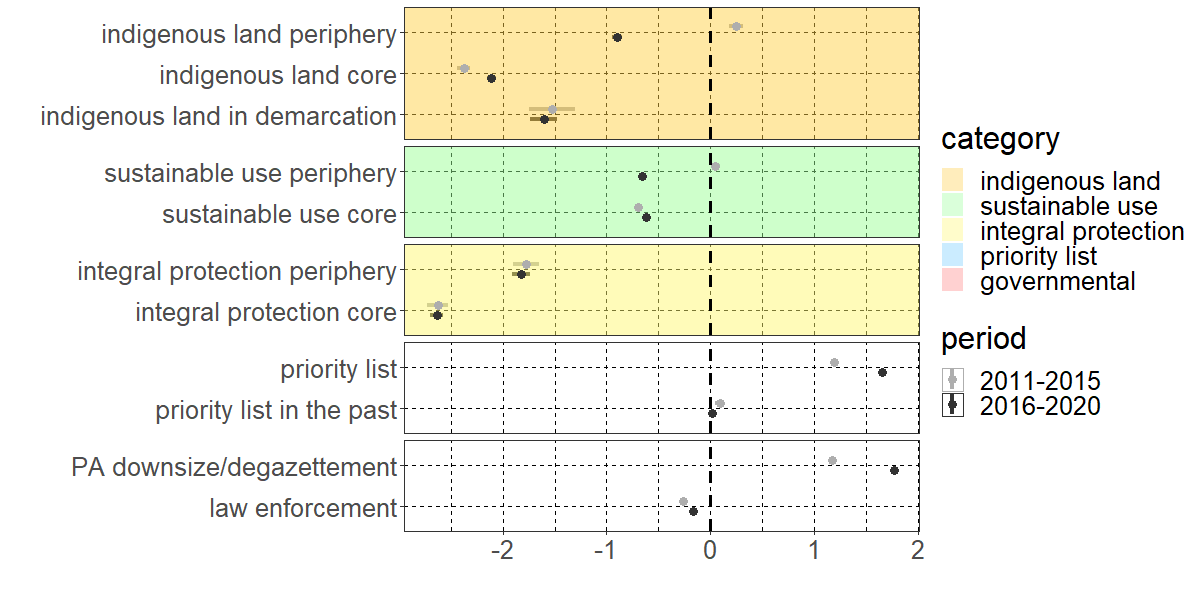 indigenous land periphery
indigenous land core
indigenous land in demarcation
sustainable use periphery
sustainable use core
integral protection periphery
integral protection core
priority list
priority list in the past
PA downsize/degazettement
law enforcement
-2 -1 0 1 2
category
indigenous land
sustainable use
integral protection
priority list
governmental
period
2011-2015
2016-2020